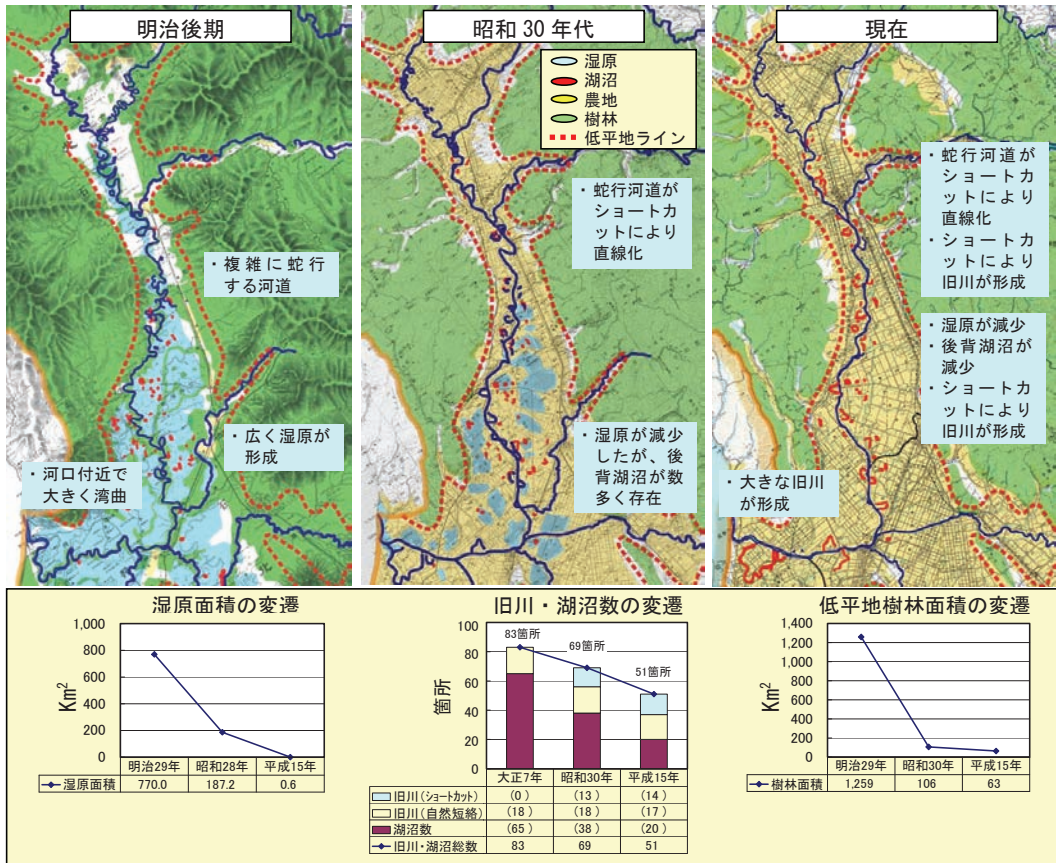 明治後期
・複雑に蛇行
する河道
・広く湿原が
形成
・河口付近で
大きく湾曲
昭和30年代
湿原
湖沼
農地
樹林
低平地ライン
・蛇行河道が
ショートカ
ットにより
直線化
・湿原が減少
したが、後
背湖沼が数
多く存在
現在
・蛇行河道が
ショートカ
ットにより
直線化
・ショートカ
ットにより
旧川が形成
・湿原が減少
・後背湖沼が
減少
・ショートカ
ットにより
旧川が形成
・大きな旧川
が形成
湿原面積の変遷
Km²
1,000
800
600
400
200
0
明治29年 昭和28年 平成15年
湿原面積 770.0 187.2 0.6
旧川・湖沼数の変遷
箇所
100
80
60
40
20
0
83箇所
69箇所
51箇所
大正7年 昭和30年 平成15年
旧川(ショートカット) (0) (13) (14)
旧川(自然短絡) (18) (18) (17)
湖沼数 (65) (38) (20)
旧川・湖沼総数 83 69 51
低平地樹林面積の変遷
Km²
1,400
1,200
1,000
800
600
400
200
0
明治29年 昭和30年 平成15年
樹林面積 1,259 106 63